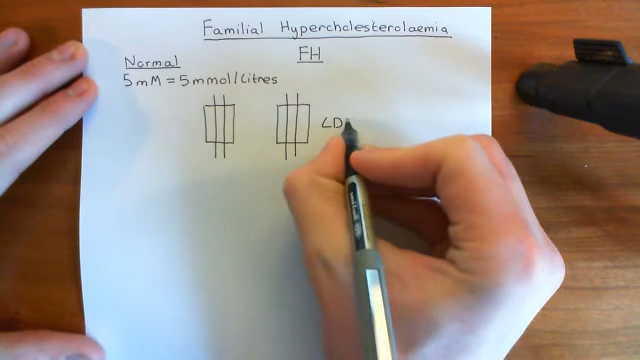 Familial Hypercholesterolaemia
FH
Normal
5mM = 5mmol/Litres
LD